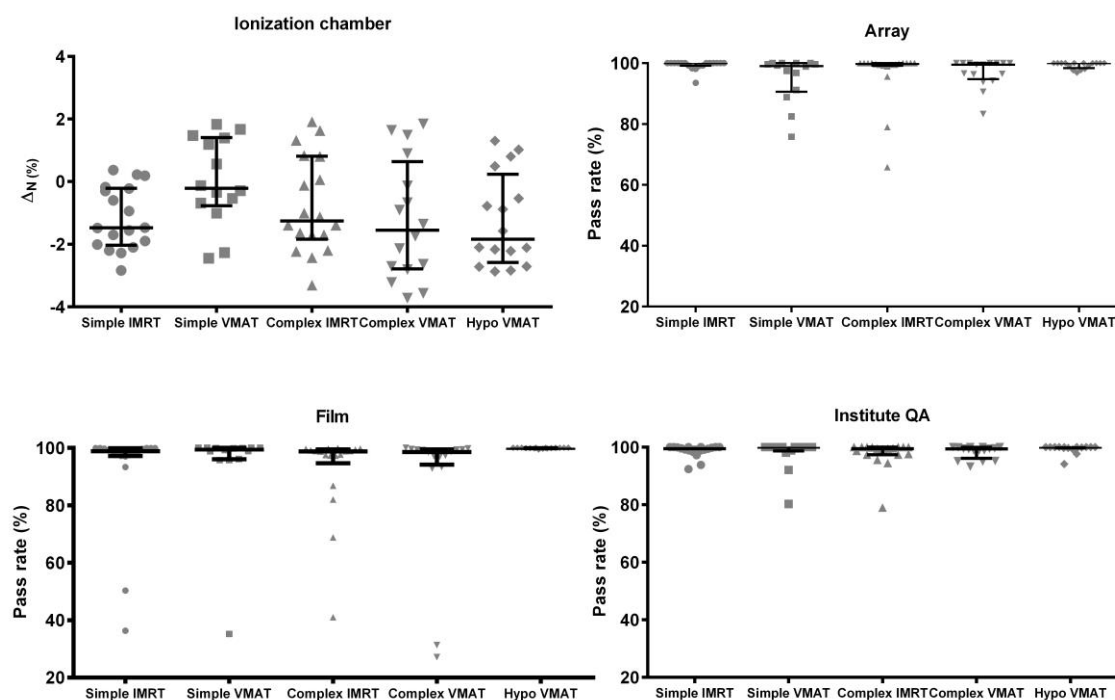 Ionization chamber
4
2
0
-2
-4
ΔN (%)
Simple IMRT Simple VMAT Complex IMRT Complex VMAT Hypo VMAT
Array
100
80
60
40
20
Pass rate (%)
Simple IMRT Simple VMAT Complex IMRT Complex VMAT Hypo VMAT
Film
100
80
60
40
20
Pass rate (%)
Simple IMRT Simple VMAT Complex IMRT Complex VMAT Hypo VMAT
Institute QA
100
80
60
40
20
Pass rate (%)
Simple IMRT Simple VMAT Complex IMRT Complex VMAT Hypo VMAT